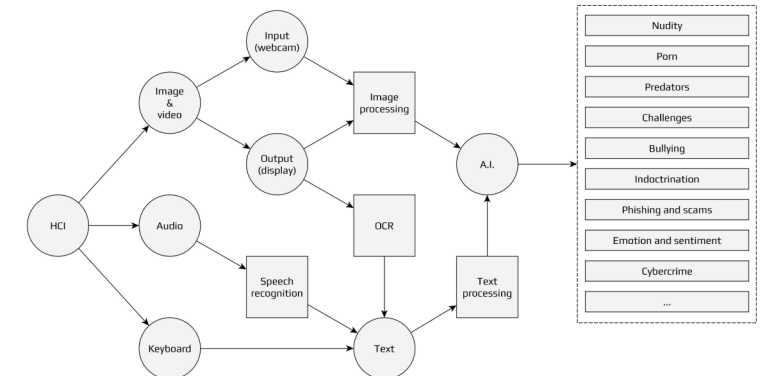 Input
(webcam)
Image
&
video
Image
processing
Output
(display)
A.I.
HCI
Audio
OCR
Speech
recognition
Text
processing
Keyboard
Text
Nudity
Porn
Predators
Challenges
Bullying
Indoctrination
Phishing and scams
Emotion and sentiment
Cybercrime
...